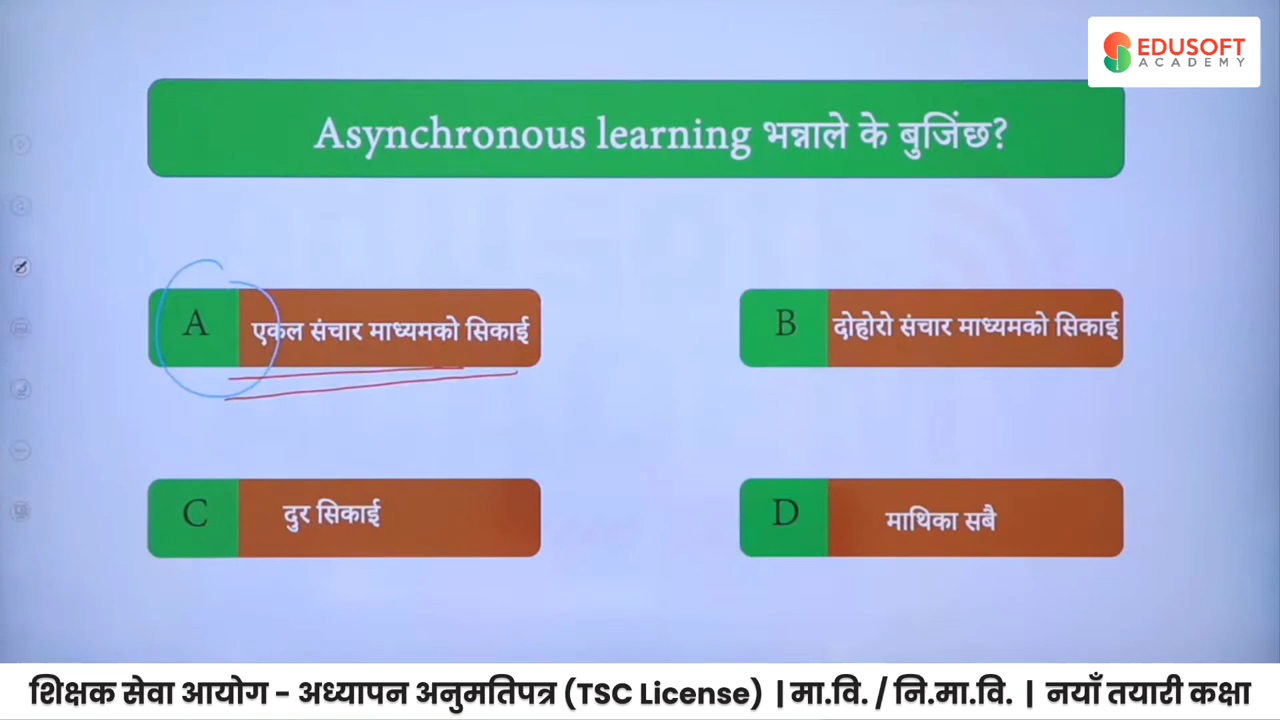 EDUSOFT
ACADEMY
Asynchronous learning भन्नाले के बुजिंछ?
A एकल संचार माध्यमको सिकाई
B दोहोरो संचार माध्यमको सिकाई
C दुर सिकाई
D माथिका सबै
शिक्षक सेवा आयोग - अध्यापन अनुमतिपत्र (TSC License) | मा.वि. / नि.मा.वि. | नयाँ तयारी कक्षा